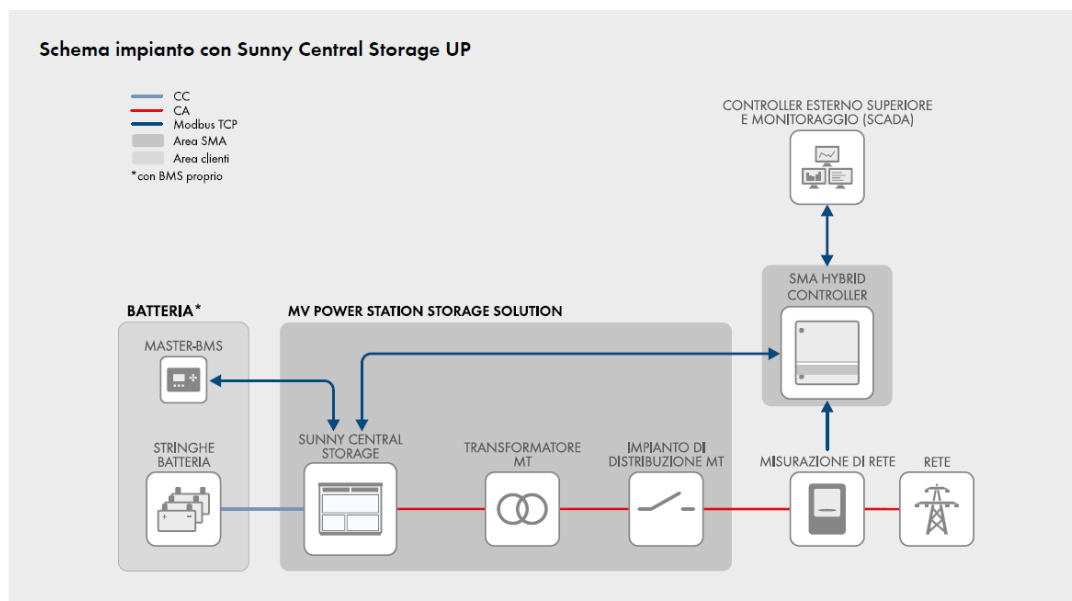 Schema impianto con Sunny Central Storage UP
CC
CA
Modbus TCP
Area SMA
Area clienti
*con BMS proprio
CONTROLLER ESTERNO SUPERIORE
E MONITORAGGIO (SCADA)
SMA HYBRID
CONTROLLER
BATTERIA*
MV POWER STATION STORAGE SOLUTION
MASTER-BMS
STRINGHE
BATTERIA
SUNNY CENTRAL
STORAGE
TRANSFORMATORE
MT
IMPIANTO DI
DISTRIBUZIONE MT
MISURAZIONE DI RETE
RETE